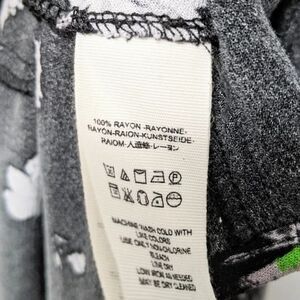 100% RAYON -RAYONNE-
RAYON-RAION-KUNSTSEIDE-
RAIOM-人造絲-レーヨン
MACHINE WASH COLD WITH
LIKE COLORS
USE ONLY NON-CHLORINE
BLEACH
LINE DRY
LOW IRON AS NEEDED
MAY BE DRY CLEANED